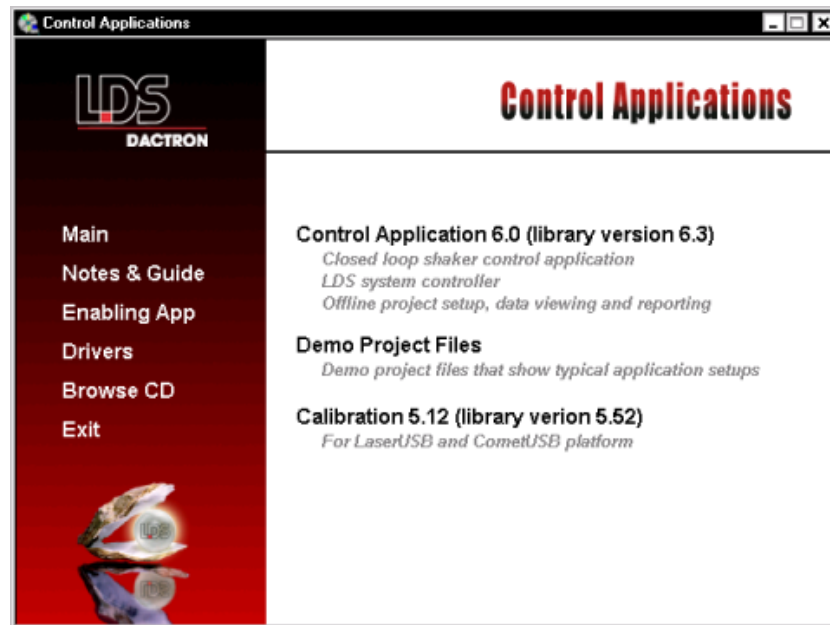 Control Applications
LDS
DACTRON
Control Applications
Main
Notes & Guide
Enabling App
Drivers
Browse CD
Exit
Control Application 6.0 (library version 6.3)
Closed loop shaker control application
LDS system controller
Offline project setup, data viewing and reporting
Demo Project Files
Demo project files that show typical application setups
Calibration 5.12 (library verion 5.52)
For LaserUSB and CometUSB platform
LDS
LDS